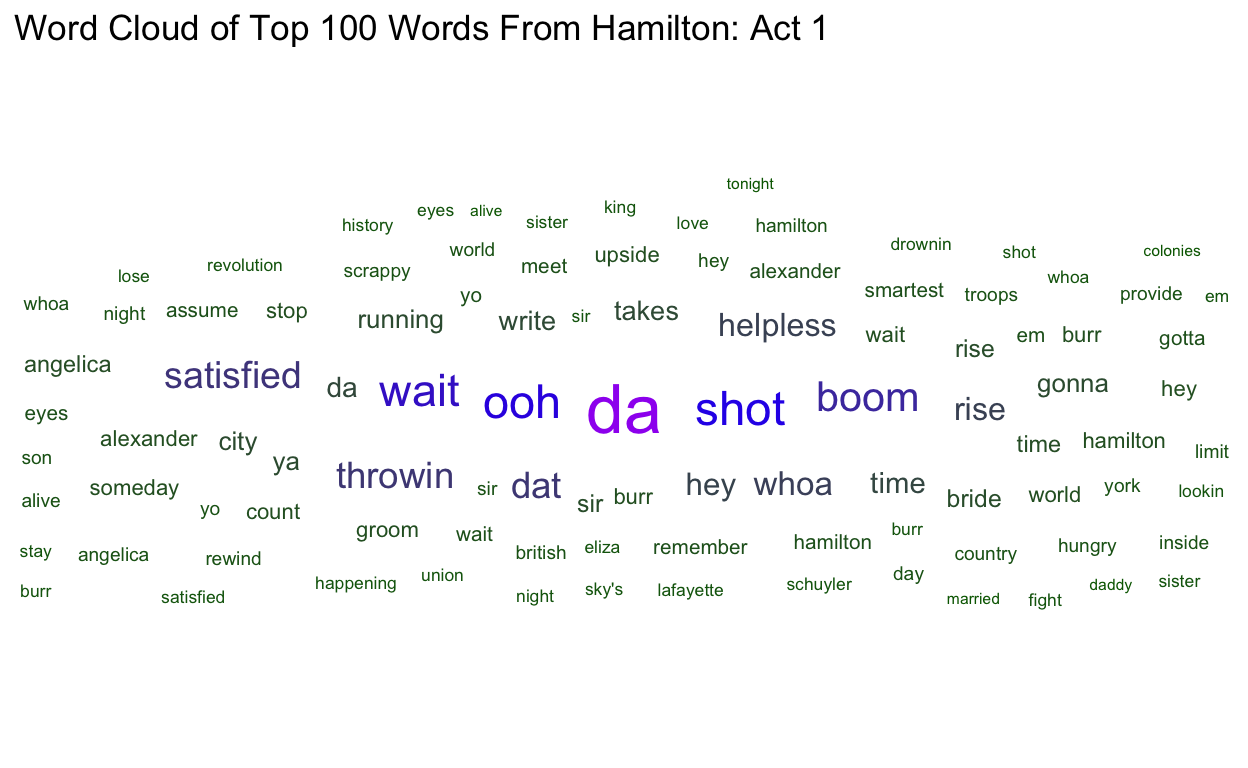 Word Cloud of Top 100 Words From Hamilton: Act 1
tonight
eyes alive sister king love hamilton
history
world upside hey drownin shot colonies
lose revolution scrappy meet alexander whoa
whoa night assume stop yo smartest troops provide em
running write sir takes helpless wait em burr gotta
angelica satisfied da wait ooh da shot boom rise gonna hey
eyes rise
alexander city time hamilton limit
son ya throwin
alive someday yo count sir dat sir burr hey whoa time bride world york lookin
groom wait
stay angelica rewind british eliza remember hamilton burr country hungry inside
burr satisfied happening union night sky's lafayette schuyler day married fight daddy sister